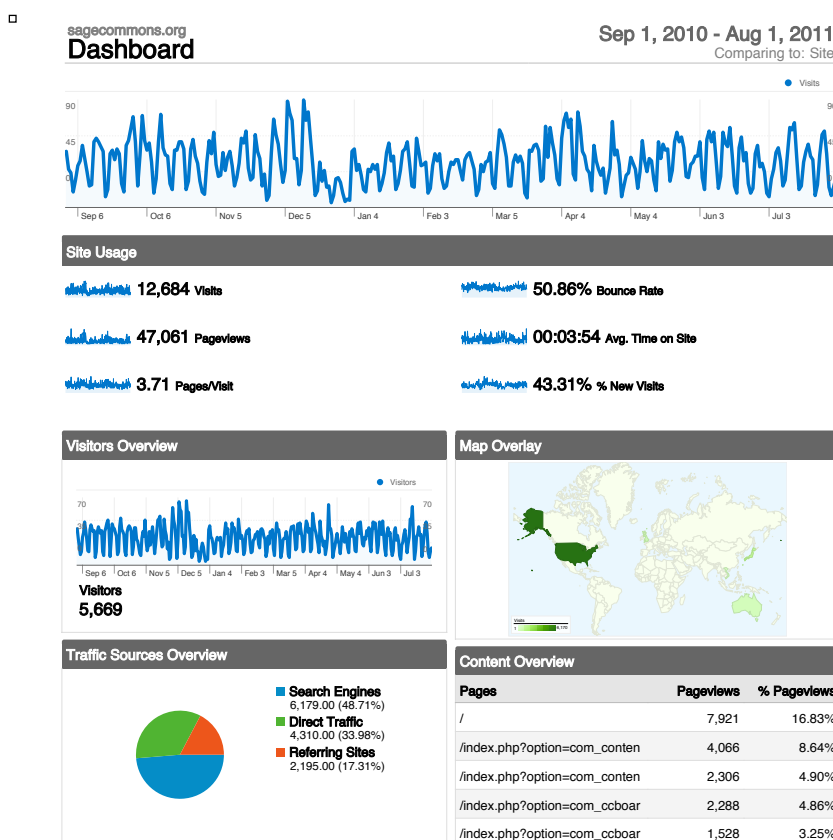 sagecommons.org
Dashboard
Sep 1, 2010 - Aug 1, 2011
Comparing to: Site
Visits
90
45
0
Sep 6 Oct 6 Nov 5 Dec 5 Jan 4 Feb 3 Mar 5 Apr 4 May 4 Jun 3 Jul 3
Site Usage
12,684 Visits
50.86% Bounce Rate
47,061 Pageviews
00:03:54 Avg. Time on Site
3.71 Pages/Visit
43.31% % New Visits
Visitors Overview
Visitors
70 70
Sep 6 Oct 6 Nov 5 Dec 5 Jan 4 Feb 3 Mar 5 Apr 4 May 4 Jun 3 Jul 3
Visitors
5,669
Map Overlay
Visits
1
Traffic Sources Overview
Search Engines
6,179.00 (48.71%)
Direct Traffic
4,310.00 (33.98%)
Referring Sites
2,195.00 (17.31%)
Content Overview
Pages Pageviews % Pageviews
/ 7,921 16.83%
/index.php?option=com_conten 4,066 8.64%
/index.php?option=com_conten 2,306 4.90%
/index.php?option=com_ccboar 2,288 4.86%
/index.php?option=com_ccboar 1,528 3.25%